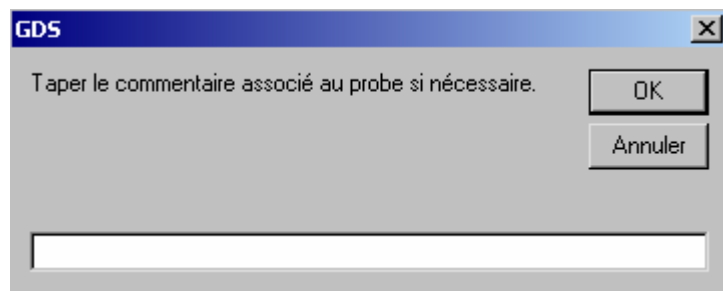 GDS
Taper le commentaire associé au probe si nécessaire.
OK
Annuler